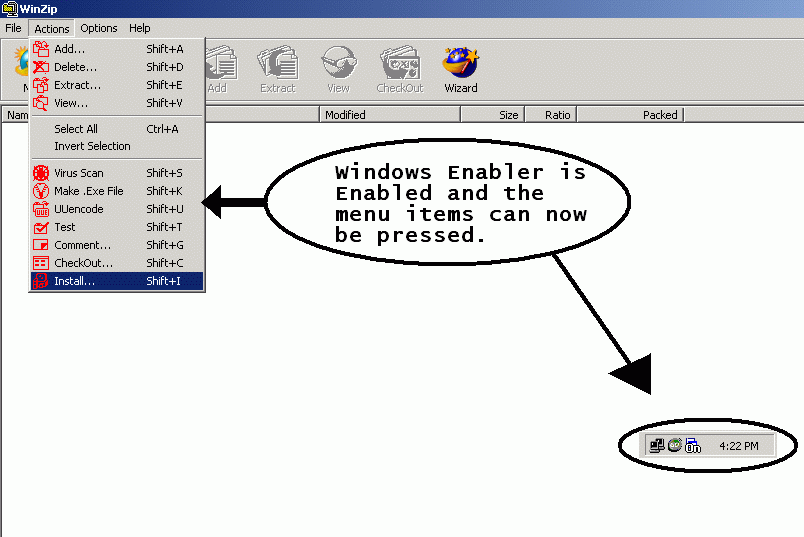 WinZip
File Actions Options Help
Add Extract View CheckOut Wizard
Modified Size Ratio Packed
Add... Shift+A
Delete... Shift+D
Extract... Shift+E
View... Shift+V
Select All Ctrl+A
Invert Selection
Virus Scan Shift+S
Make .Exe File Shift+K
UUencode Shift+U
Test Shift+T
Comment... Shift+G
CheckOut... Shift+C
Install... Shift+I
Windows Enabler is
Enabled and the
menu items can now
be pressed.
On 4:22 PM